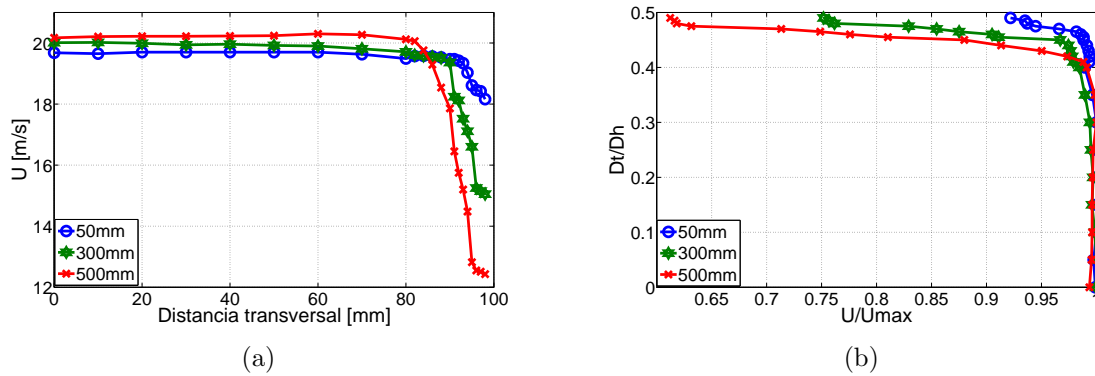 20
18
16
14
12
U [m/s]
0 20 40 60 80 100
Distancia transversal [mm]
50mm
300mm
500mm
(a)
0.5
0.4
0.3
0.2
0.1
0
Dt/Dh
0.65 0.7 0.75 0.8 0.85 0.9 0.95
U/Umax
50mm
300mm
500mm
(b)